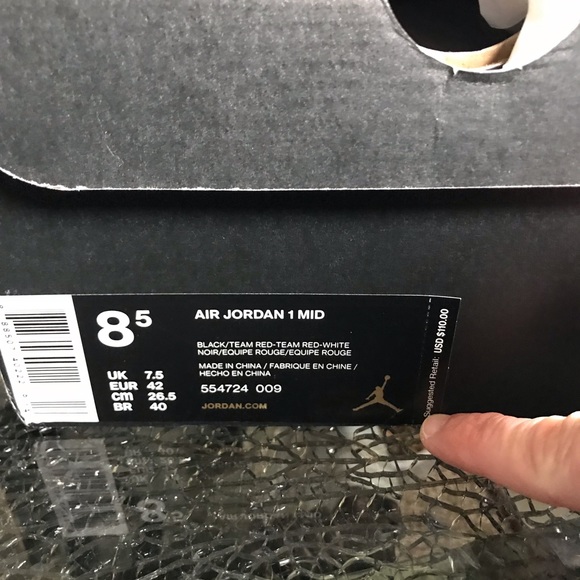 8⁵
AIR JORDAN 1 MID
BLACK/TEAM RED-TEAM RED-WHITE
NOIR/EQUIPE ROUGE/EQUIPE ROUGE
MADE IN CHINA / FABRIQUE EN CHINE /
HECHO EN CHINA
UK 7.5
EUR 42
CM 26.5
BR 40
554724 009
JORDAN.COM
Suggested Retail: USD $110.00